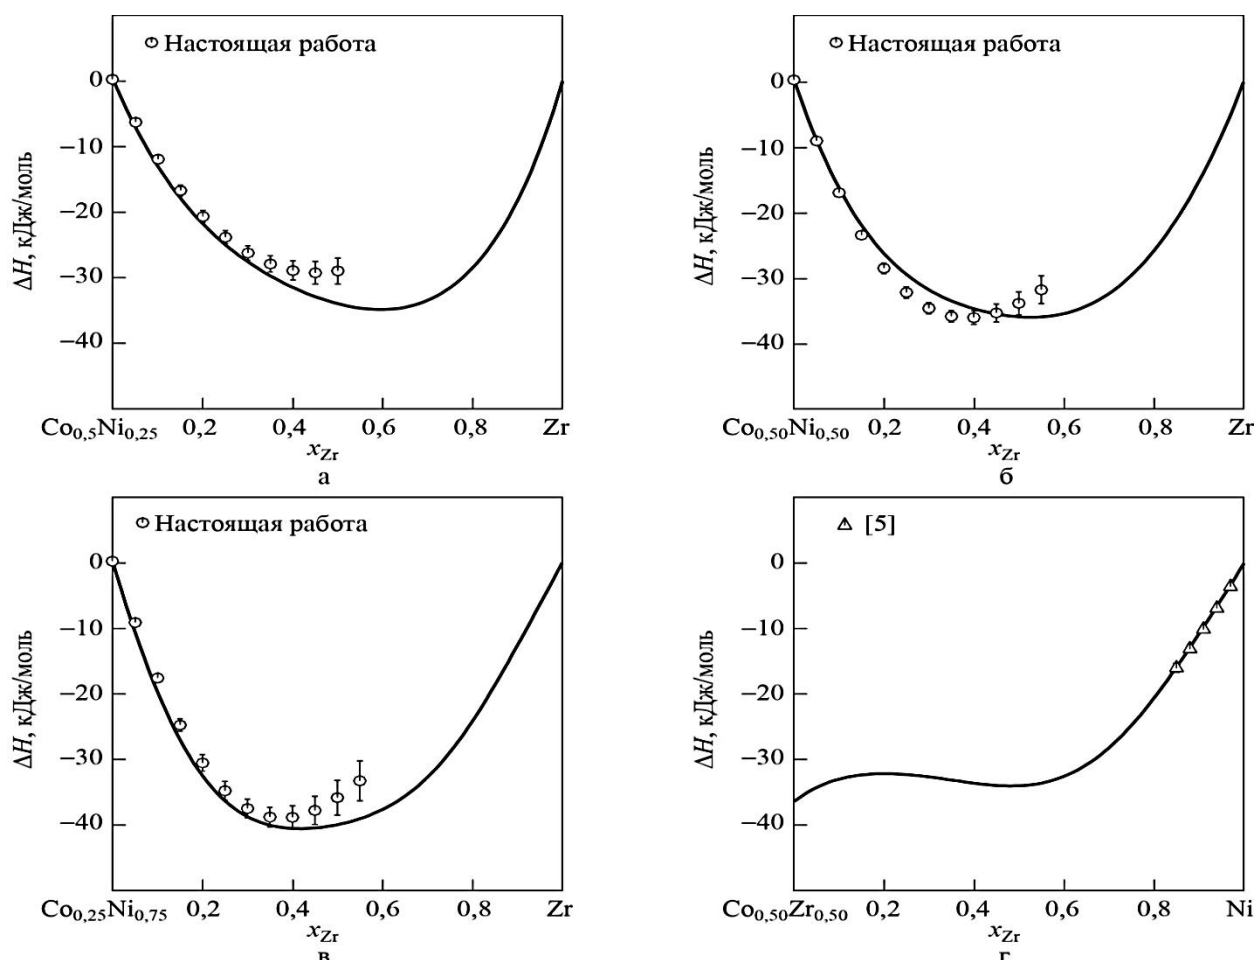 Настоящая работа
0
−10
−20
−30
−40
ΔH, кДж/моль
Co0,5Ni0,25 0,2 0,4 0,6 0,8 Zr
xZr
а
Настоящая работа
0
−10
−20
−30
−40
ΔH, кДж/моль
Co0,50Ni0,50 0,2 0,4 0,6 0,8 Zr
xZr
б
Настоящая работа
0
−10
−20
−30
−40
ΔH, кДж/моль
Co0,25Ni0,75 0,2 0,4 0,6 0,8 Zr
xZr
в
[5]
0
−10
−20
−30
−40
ΔH, кДж/моль
Co0,50Zr0,50 0,2 0,4 0,6 0,8 Ni
xZr
г